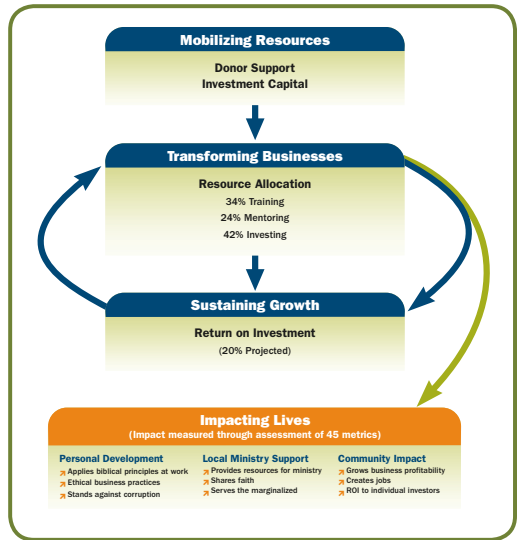 Mobilizing Resources
Donor Support
Investment Capital
Transforming Businesses
Resource Allocation
34% Training
24% Mentoring
42% Investing
Sustaining Growth
Return on Investment
(20% Projected)
Impacting Lives
(Impact measured through assessment of 45 metrics)
Personal Development
Applies biblical principles at work
Ethical business practices
Stands against corruption
Local Ministry Support
Provides resources for ministry
Shares faith
Serves the marginalized
Community Impact
Grows business profitability
Creates jobs
ROI to individual investors